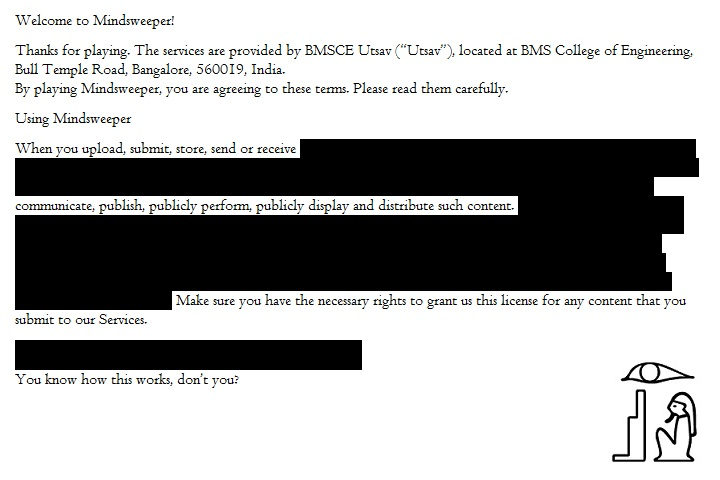 Welcome to Mindsweeper!
Thanks for playing. The services are provided by BMSCE Utsav (“Utsav”), located at BMS College of Engineering,
Bull Temple Road, Bangalore, 560019, India.
By playing Mindsweeper, you are agreeing to these terms. Please read them carefully.
Using Mindsweeper
When you upload, submit, store, send or receive
communicate, publish, publicly perform, publicly display and distribute such content.
Make sure you have the necessary rights to grant us this license for any content that you
submit to our Services.
You know how this works, don't you?